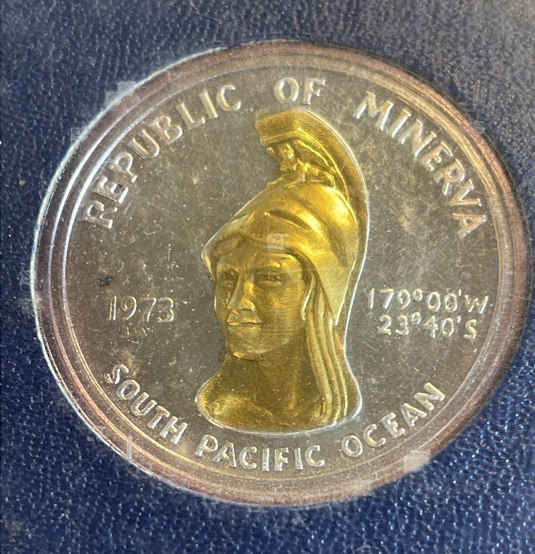 REPUBLIC OF MINERVA
1973
179°00'W
23°40'S
SOUTH PACIFIC OCEAN